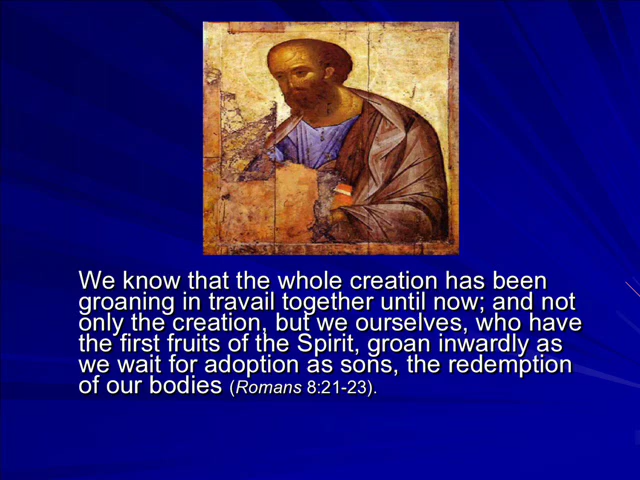 We know that the whole creation has been
groaning in travail together until now; and not
only the creation, but we ourselves, who have
the first fruits of the Spirit, groan inwardly as
we wait for adoption as sons, the redemption
of our bodies (Romans 8:21-23).